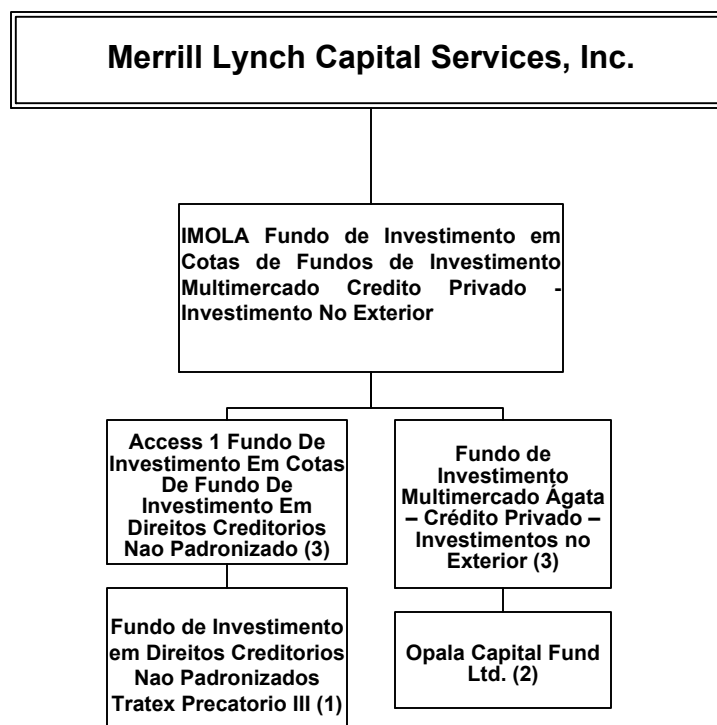 Merrill Lynch Capital Services, Inc.
IMOLA Fundo de Investimento em
Cotas de Fundos de Investimento
Multimercado Credito Privado -
Investimento No Exterior
Access 1 Fundo De
Investimento Em Cotas
De Fundo De
Investimento Em
Direitos Creditorios
Nao Padronizado (3)
Fundo de
Investimento
Multimercado Ágata
– Crédito Privado –
Investimentos no
Exterior (3)
Fundo de Investimento
em Direitos Creditorios
Nao Padronizados
Tratex Precatorio III (1)
Opala Capital Fund
Ltd. (2)